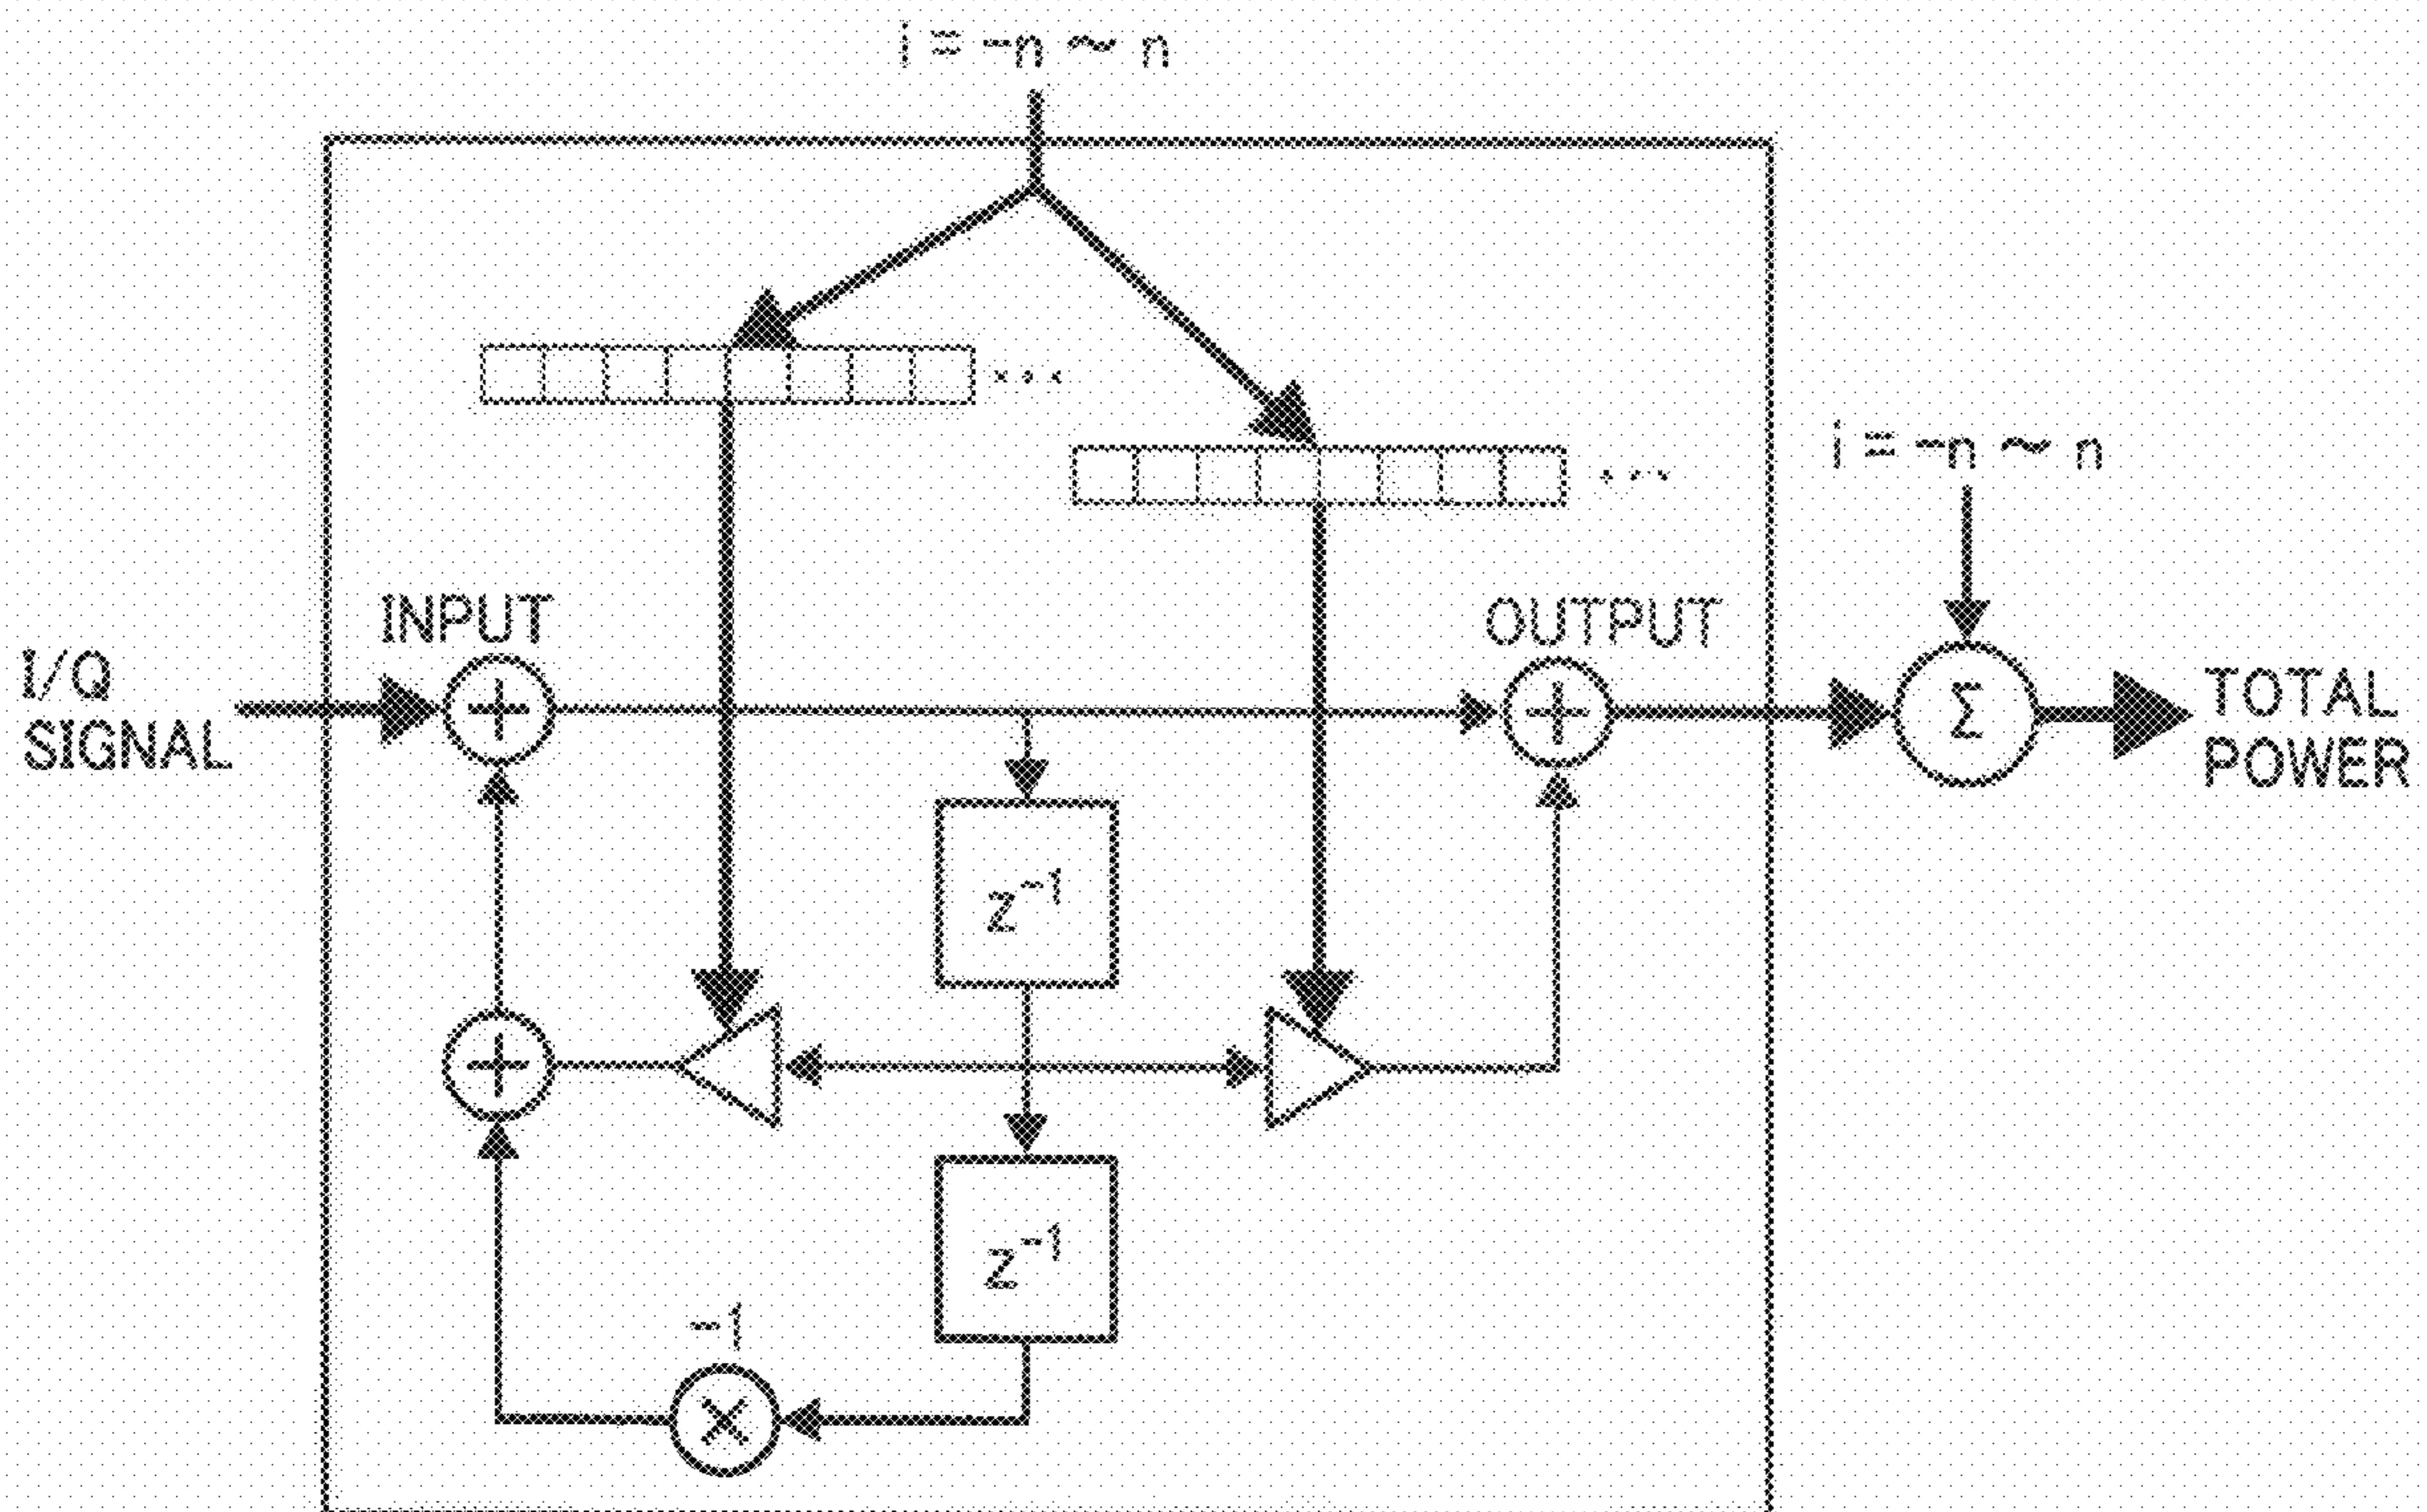 i = -n ~ n
i = -n ~ n
INPUT
OUTPUT
I/Q
SIGNAL
+
+
Σ
TOTAL
POWER
z⁻¹
+
z⁻¹
-1
×